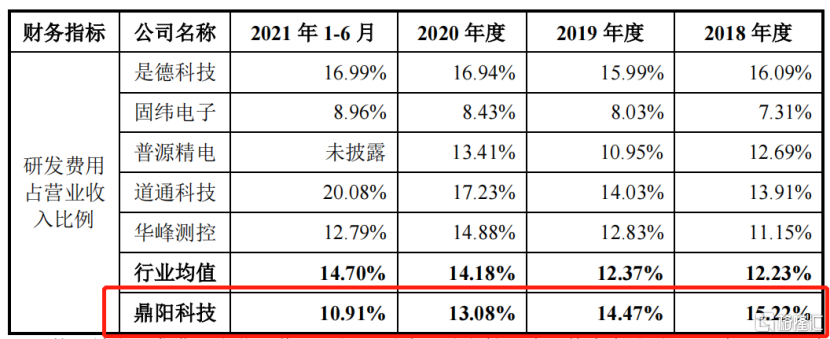 财务指标 公司名称 2021 年 1-6 月 2020 年度 2019 年度 2018 年度
研发费用占营业收入比例 是德科技 16.99% 16.94% 15.99% 16.09%
固纬电子 8.96% 8.43% 8.03% 7.31%
普源精电 未披露 13.41% 10.95% 12.69%
道通科技 20.08% 17.23% 14.03% 13.91%
华峰测控 12.79% 14.88% 12.83% 11.15%
行业均值 14.70% 14.18% 12.37% 12.23%
鼎阳科技 10.91% 13.08% 14.47% 15.22%
格隆汇